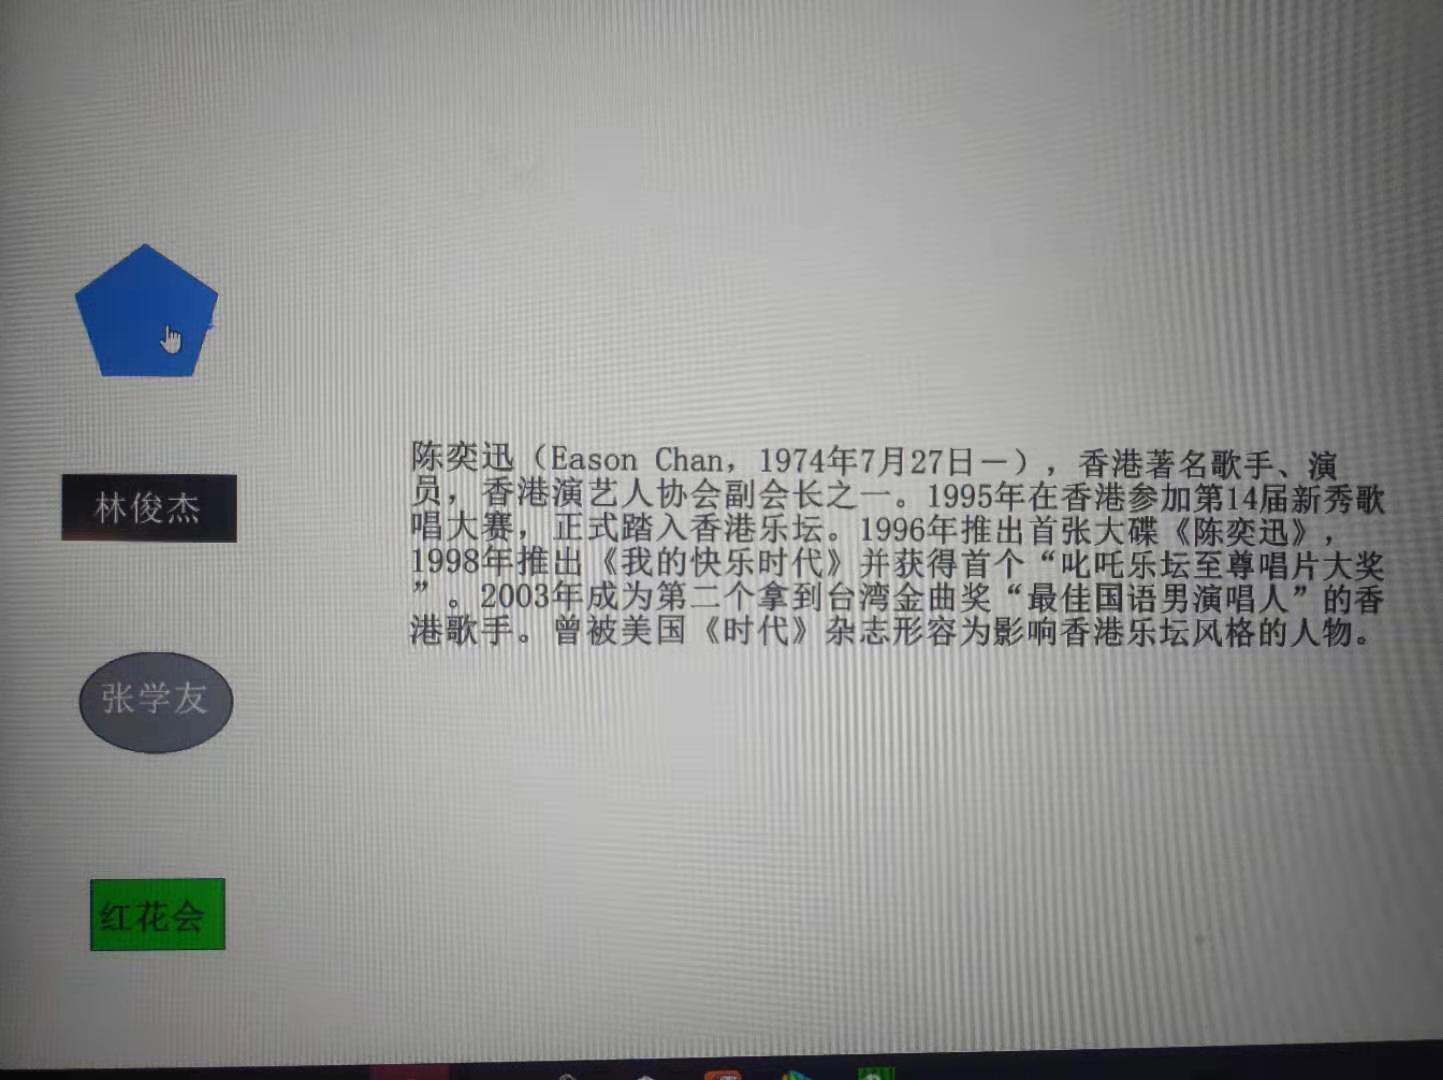 陈奕迅（Eason Chan，1974年7月27日－），香港著名歌手、演
员，香港演艺人协会副会长之一。1995年在香港参加第14届新秀歌
唱大赛，正式踏入香港乐坛。1996年推出首张大碟《陈奕迅》，
1998年推出《我的快乐时代》并获得首个“叱吒乐坛至尊唱片大奖
”。2003年成为第二个拿到台湾金曲奖“最佳国语男演唱人”的香
港歌手。曾被美国《时代》杂志形容为影响香港乐坛风格的人物。
林俊杰
张学友
红花会